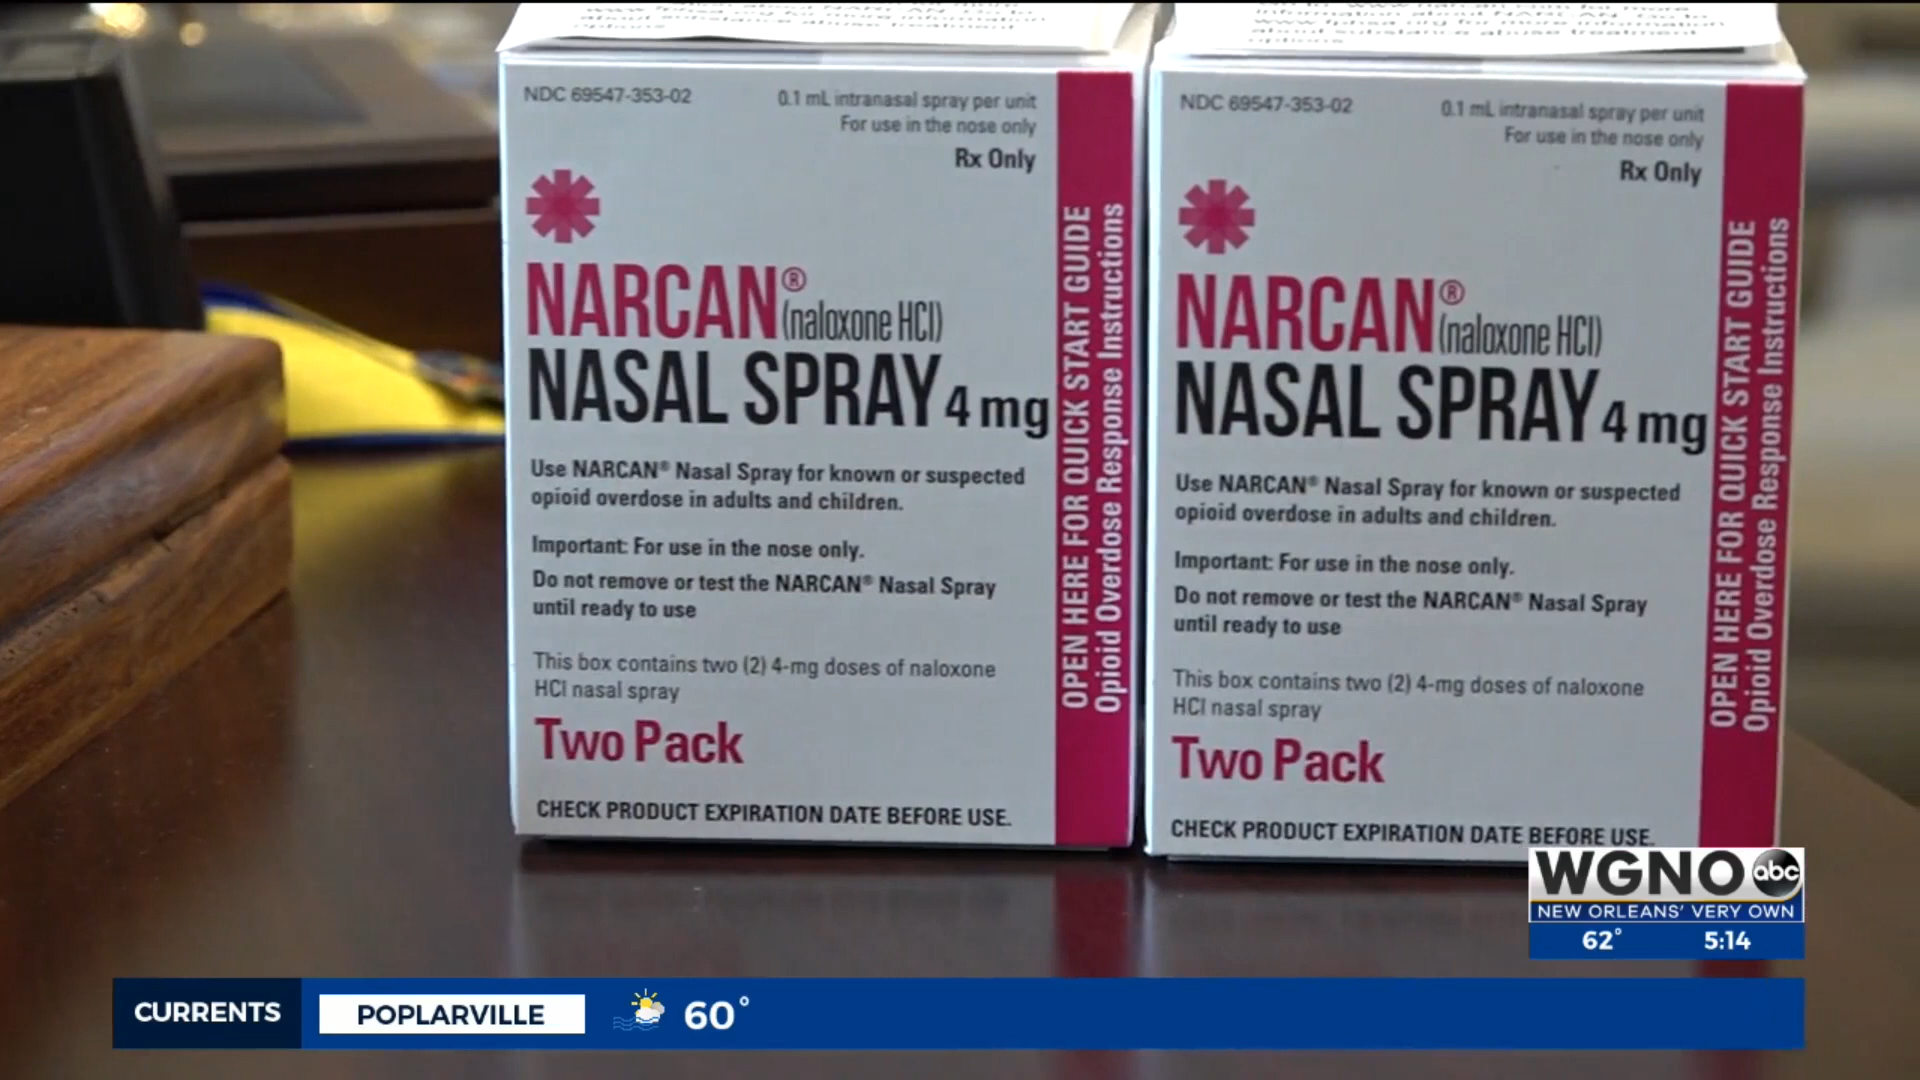 about substance abuse treatment
NDC 69547-353-02
0.1 mL intranasal spray per unit
For use in the nose only
Rx Only
NARCAN® (naloxone HCl)
NASAL SPRAY 4 mg
Use NARCAN® Nasal Spray for known or suspected
opioid overdose in adults and children.
Important: For use in the nose only.
Do not remove or test the NARCAN® Nasal Spray
until ready to use
This box contains two (2) 4-mg doses of naloxone
HCl nasal spray
Two Pack
CHECK PRODUCT EXPIRATION DATE BEFORE USE.
OPEN HERE FOR QUICK START GUIDE
Opioid Overdose Response Instructions
about substance abuse treatment
options
NDC 69547-353-02
0.1 mL intranasal spray per unit
For use in the nose only
Rx Only
NARCAN® (naloxone HCl)
NASAL SPRAY 4 mg
Use NARCAN® Nasal Spray for known or suspected
opioid overdose in adults and children.
Important: For use in the nose only.
Do not remove or test the NARCAN® Nasal Spray
until ready to use
This box contains two (2) 4-mg doses of naloxone
HCl nasal spray
Two Pack
CHECK PRODUCT EXPIRATION DATE BEFORE USE.
OPEN HERE FOR QUICK START GUIDE
Opioid Overdose Response Instructions
WGNO abc
NEW ORLEANS' VERY OWN
62° 5:14
CURRENTS POPLARVILLE 60°